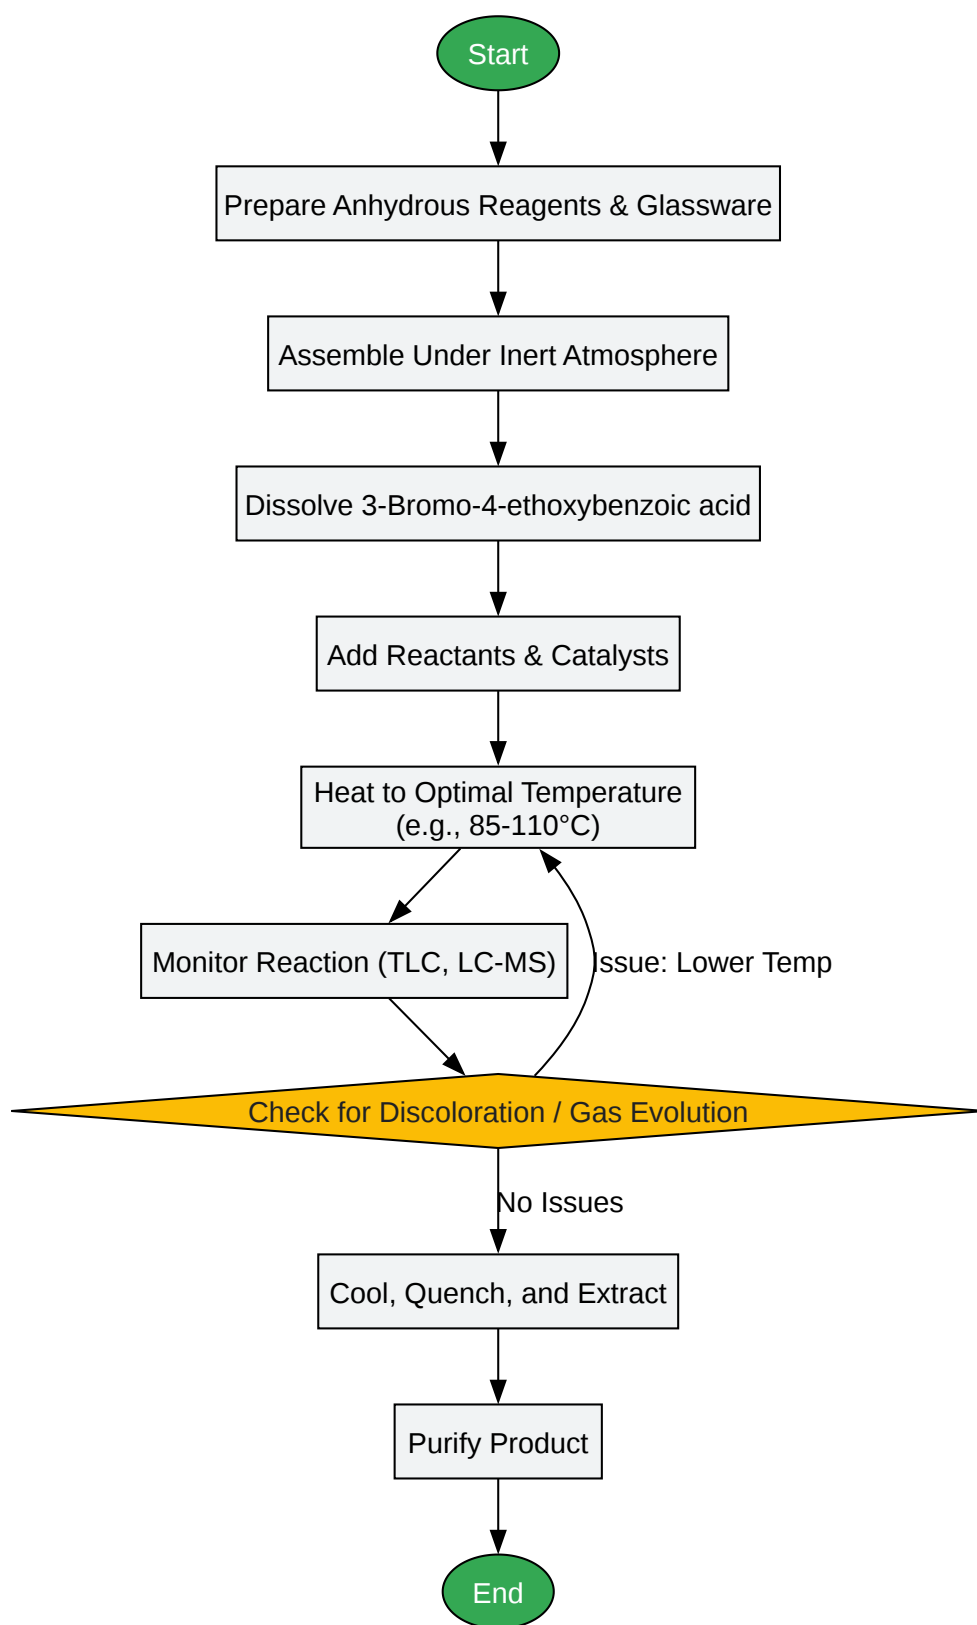 Start
Prepare Anhydrous Reagents & Glassware
Assemble Under Inert Atmosphere
Dissolve 3-Bromo-4-ethoxybenzoic acid
Add Reactants & Catalysts
Heat to Optimal Temperature
(e.g., 85-110°C)
Monitor Reaction (TLC, LC-MS)
Issue: Lower Temp
Check for Discoloration / Gas Evolution
No Issues
Cool, Quench, and Extract
Purify Product
End